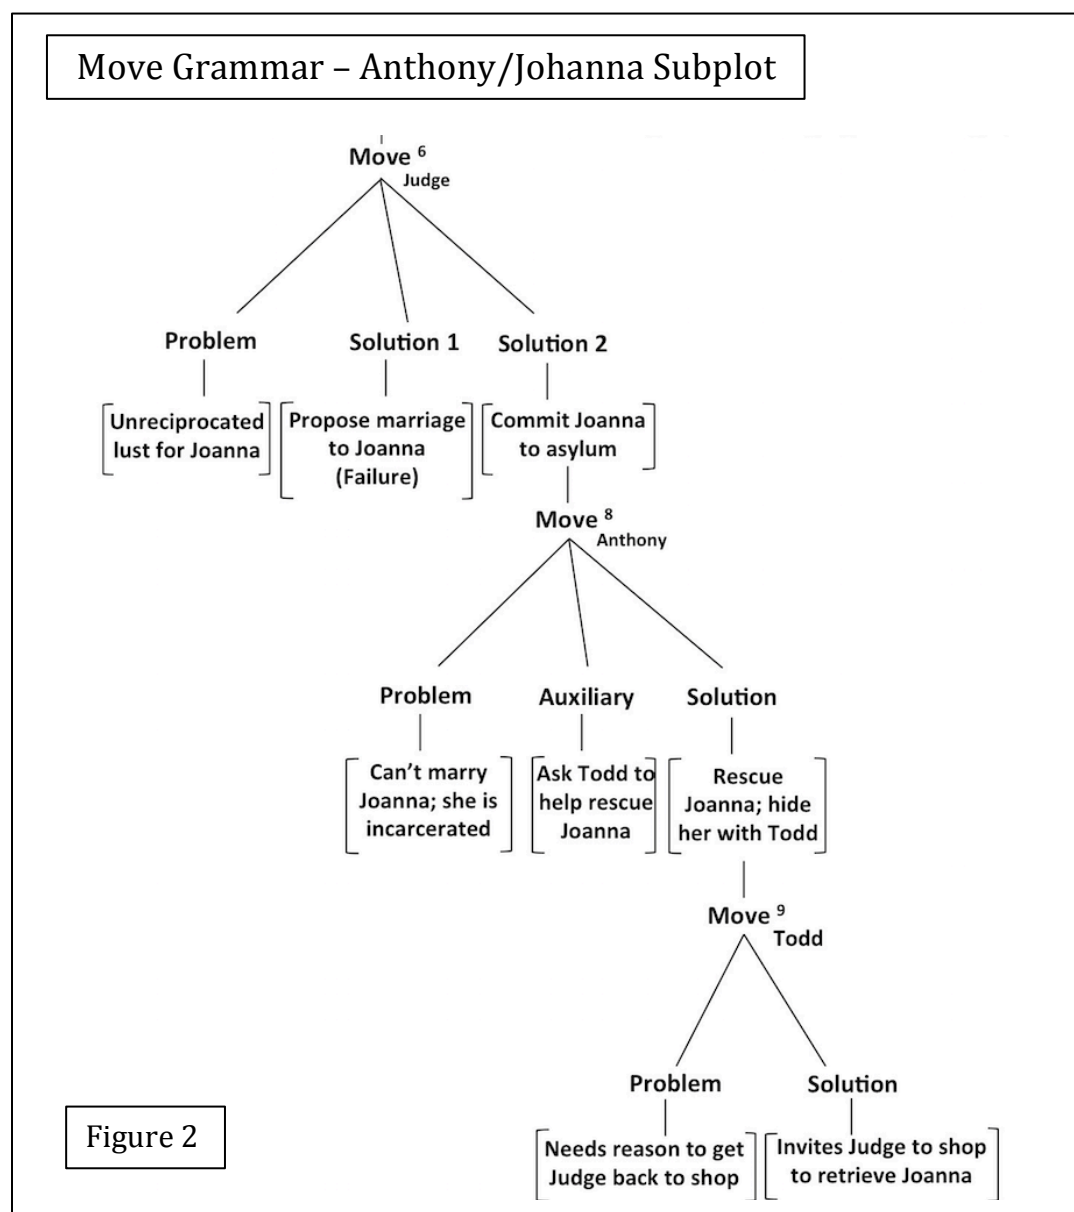 Move Grammar – Anthony/Johanna Subplot
Move 6
Judge
Problem
Solution 1
Solution 2
Unreciprocated
lust for Joanna
Propose marriage
to Joanna
(Failure)
Commit Joanna
to asylum
Move 8
Anthony
Problem
Auxiliary
Solution
Can't marry
Joanna; she is
incarcerated
Ask Todd to
help rescue
Joanna
Rescue
Joanna; hide
her with Todd
Move 9
Todd
Problem
Solution
Needs reason to get
Judge back to shop
Invites Judge to shop
to retrieve Joanna
Figure 2